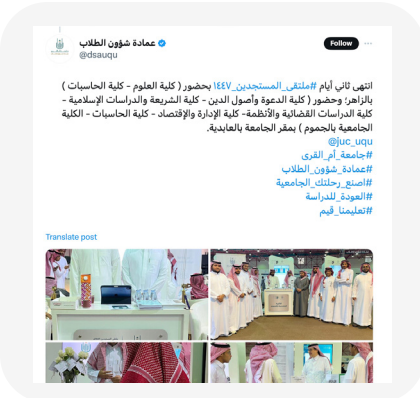 عمادة شؤون الطلاب
@dsauqu
Follow
انتهى ثاني أيام #ملتقى_المستجدين_١٤٤٧ بحضور ( كلية العلوم - كلية الحاسبات )
بالزاهر؛ وحضور ( كلية الدعوة وأصول الدين - كلية الشريعة والدراسات الإسلامية -
كلية الدراسات القضائية والأنظمة- كلية الإدارة والإقتصاد - كلية الحاسبات - الكلية
الجامعية بالجموم ) بمقر الجامعة بالعابدية.
@juc_uqu
#جامعة_أم_القرى
#عمادة_شؤون_الطلاب
#اصنع_رحلتك_الجامعية
#العودة_للدراسة
#تعليمنا_قيم
Translate post